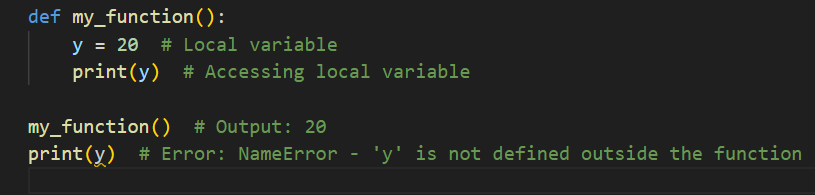 def my_function():
    y = 20  # Local variable
    print(y)  # Accessing local variable

my_function()  # Output: 20
print(y)  # Error: NameError - 'y' is not defined outside the function